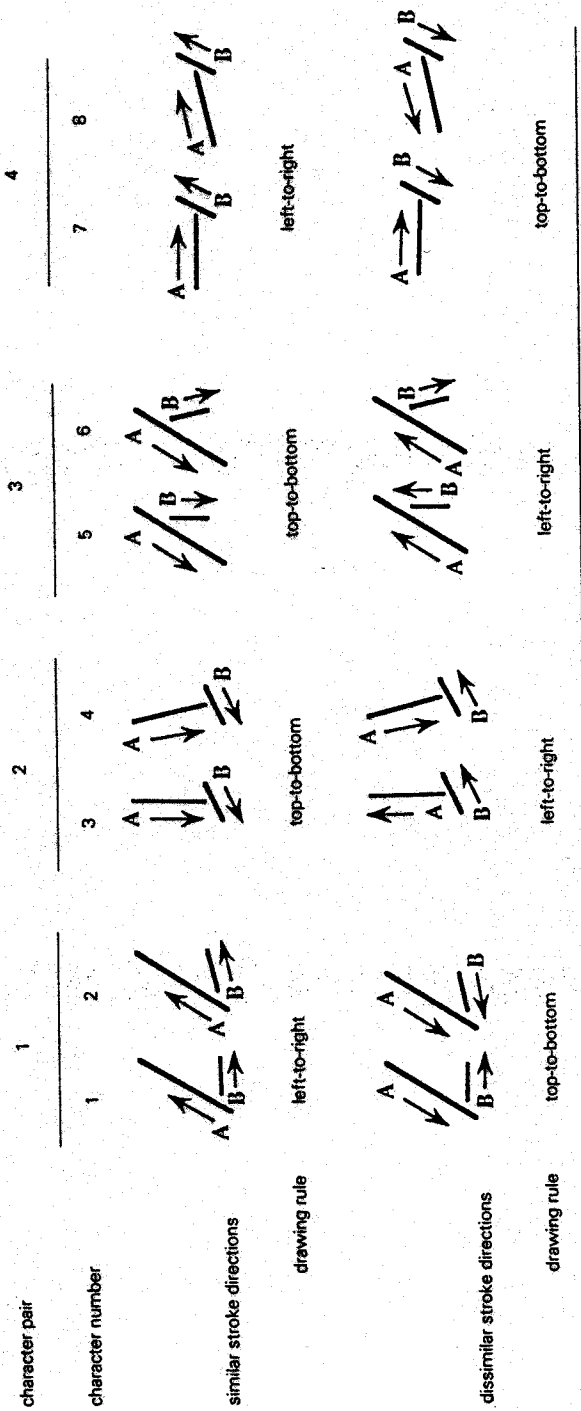 character pair 1 2 3 4
character number 1 2 3 4 5 6 7 8
similar stroke directions A B A B A B A B A B A B A B A B
drawing rule left-to-right top-to-bottom top-to-bottom left-to-right
dissimilar stroke directions A B A B A B A B A B A B A B A B
drawing rule top-to-bottom left-to-right left-to-right top-to-bottom